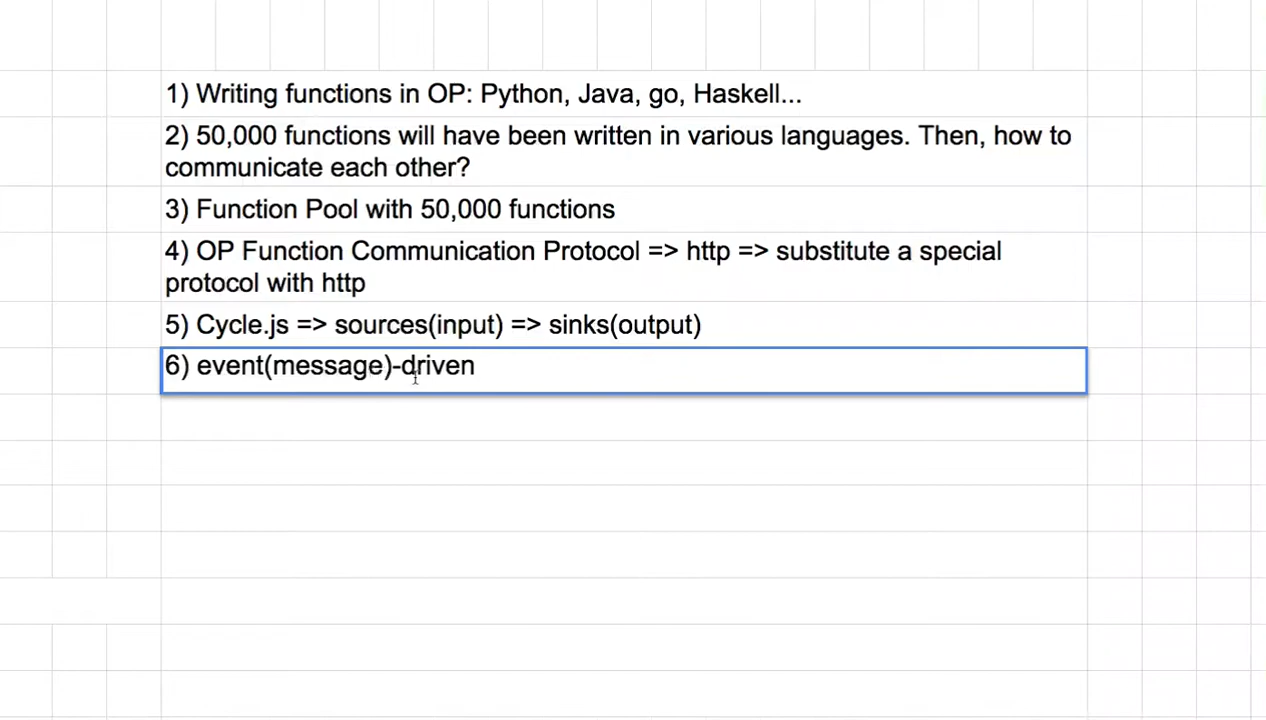 1) Writing functions in OP: Python, Java, go, Haskell...
2) 50,000 functions will have been written in various languages. Then, how to
communicate each other?
3) Function Pool with 50,000 functions
4) OP Function Communication Protocol => http => substitute a special
protocol with http
5) Cycle.js => sources(input) => sinks(output)
6) event(message)-driven